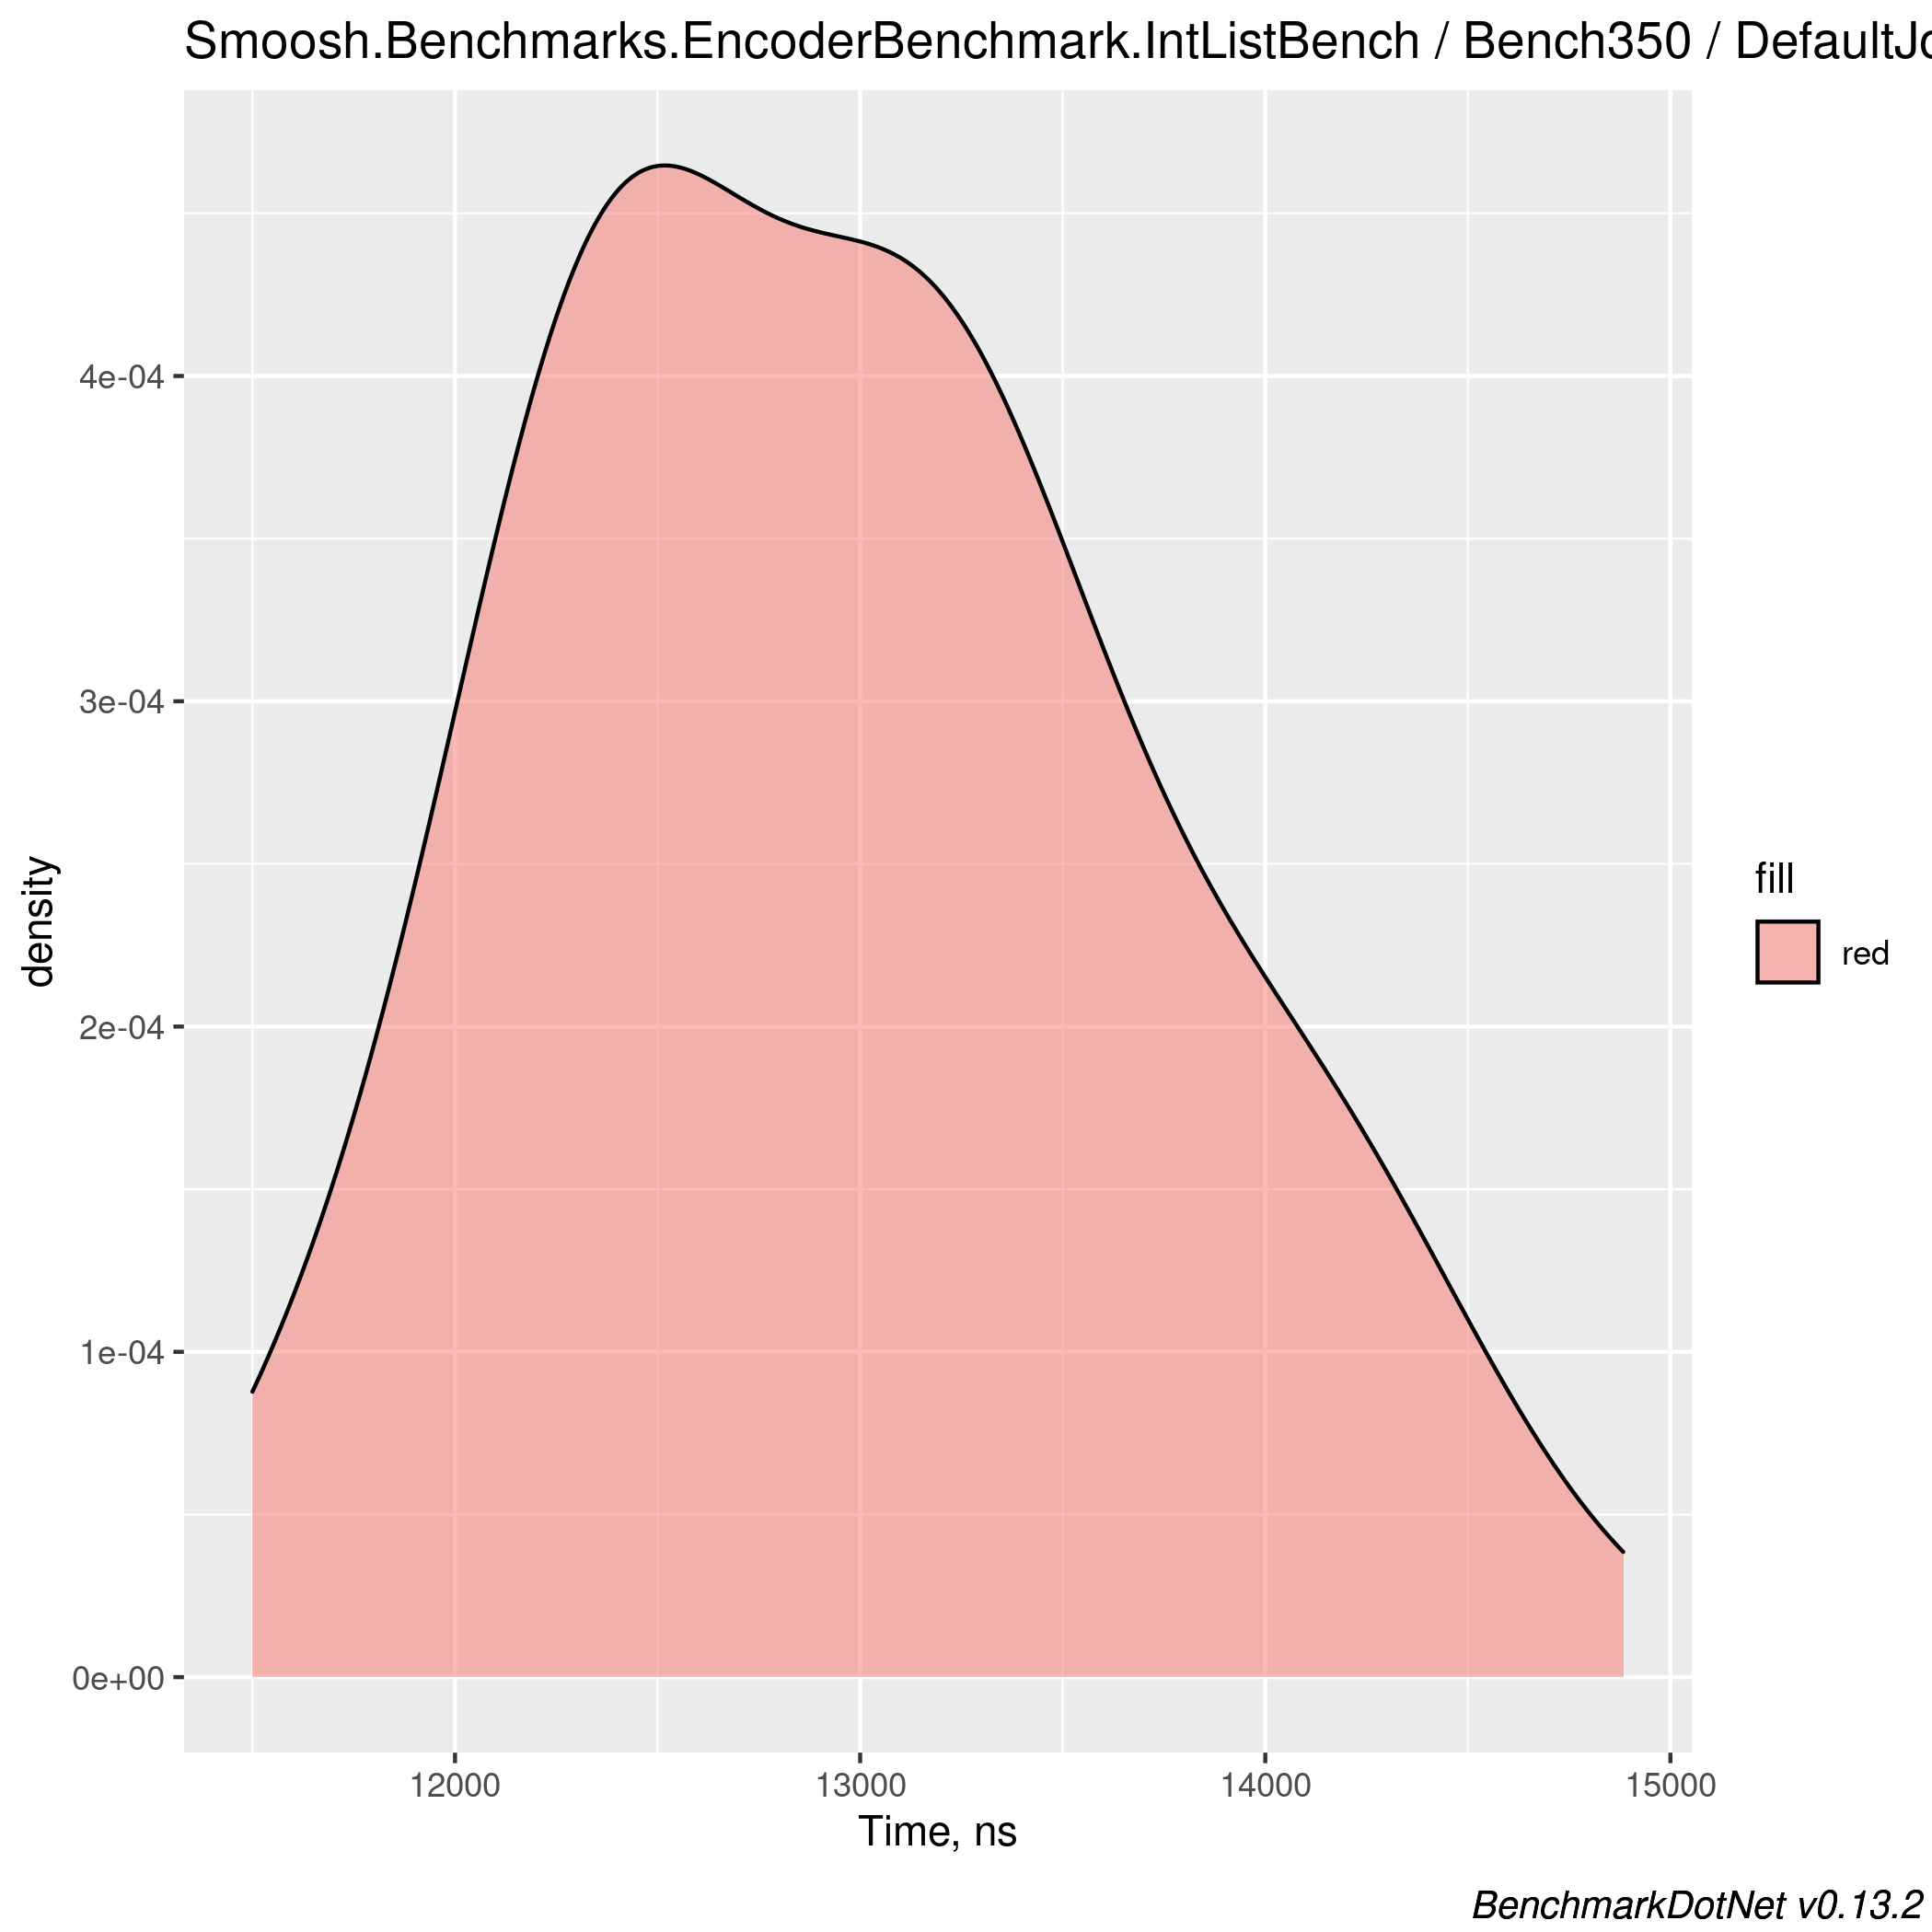 Smoosh.Benchmarks.EncoderBenchmark.IntListBench / Bench350 / DefaultJo
4e-04
3e-04
2e-04
1e-04
0e+00
density
12000 13000 14000 15000
Time, ns
fill
red
BenchmarkDotNet v0.13.2